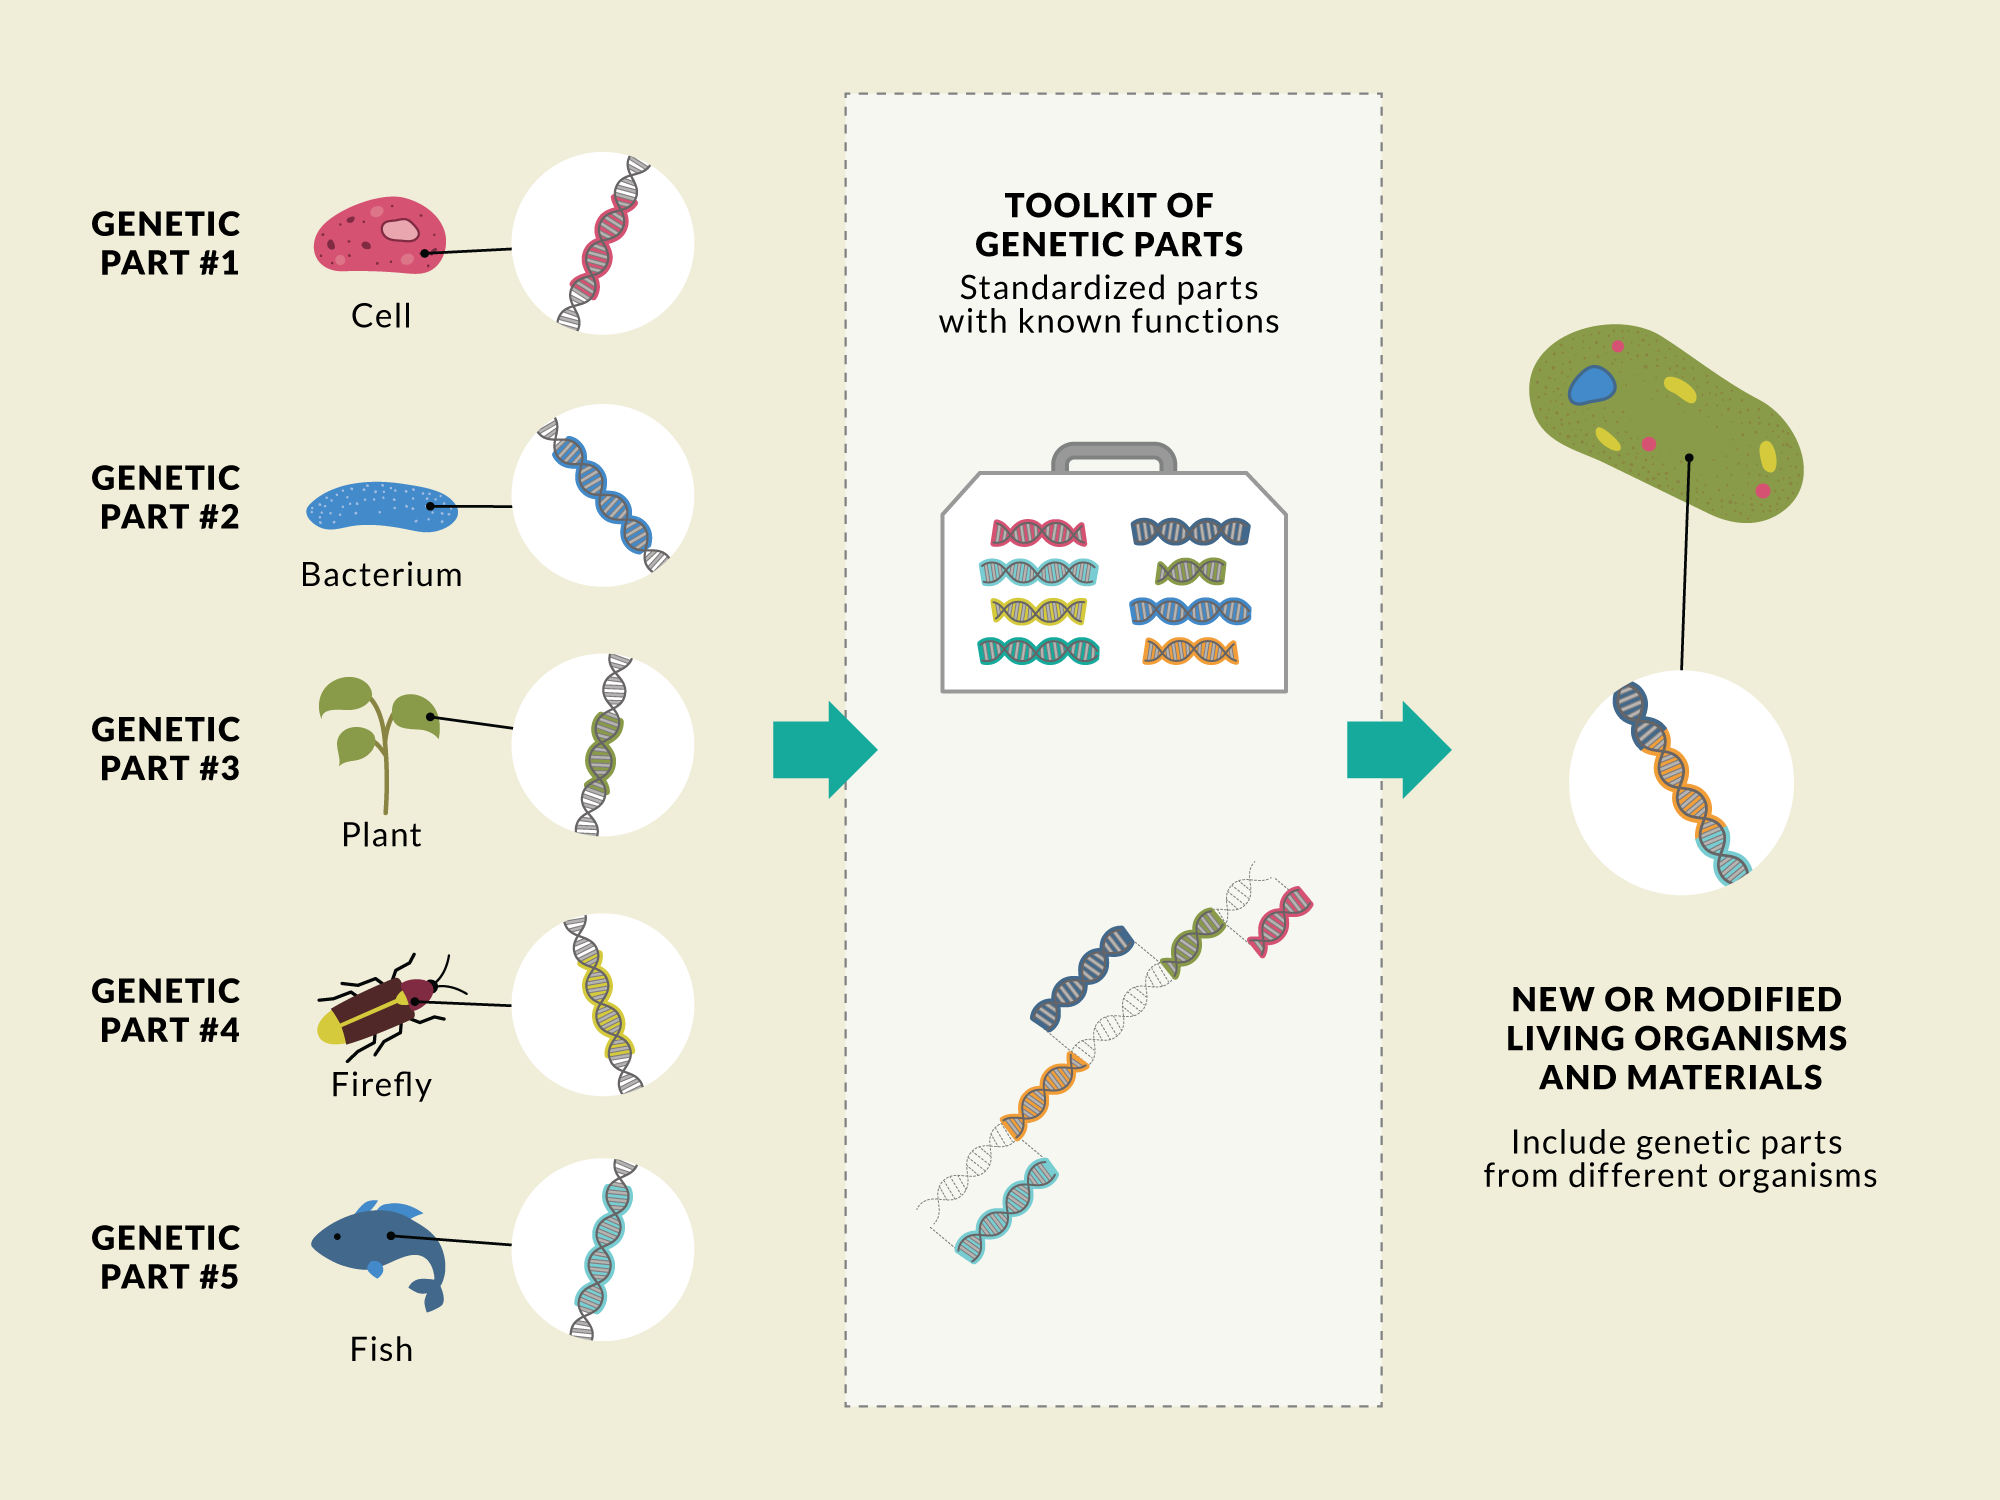 GENETIC
PART #1
Cell
GENETIC
PART #2
Bacterium
GENETIC
PART #3
Plant
GENETIC
PART #4
Firefly
GENETIC
PART #5
Fish
TOOLKIT OF
GENETIC PARTS
Standardized parts
with known functions
NEW OR MODIFIED
LIVING ORGANISMS
AND MATERIALS
Include genetic parts
from different organisms